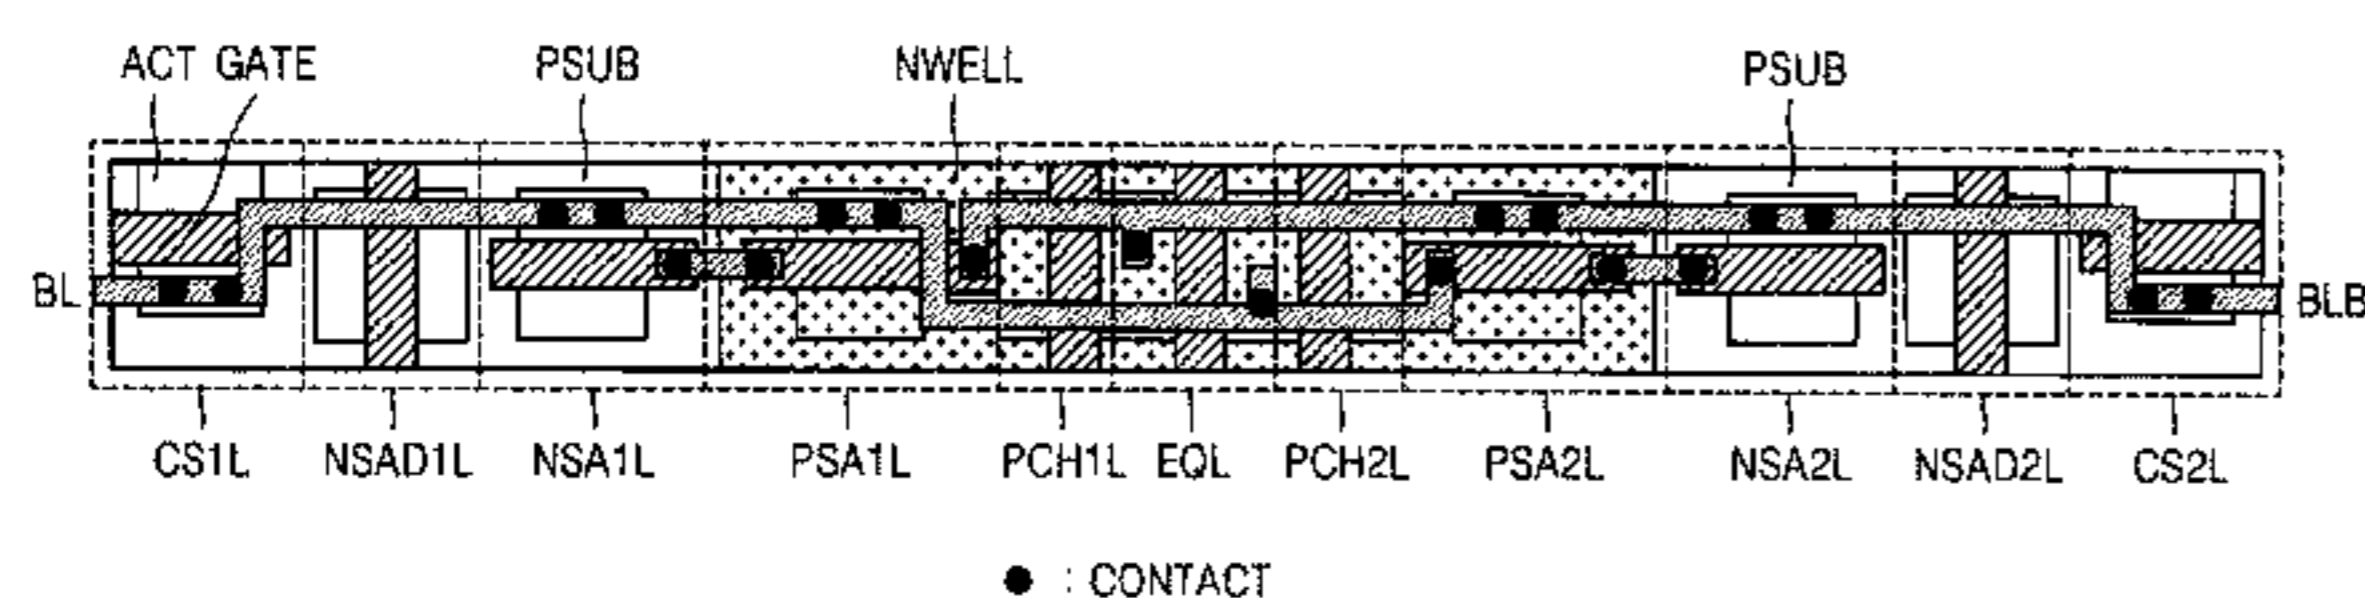 ACT GATE PSUB NWELL PSUB
BL BLB
CS1L NSAD1L NSA1L PSA1L PCH1L EQL PCH2L PSA2L NSA2L NSAD2L CS2L
: CONTACT